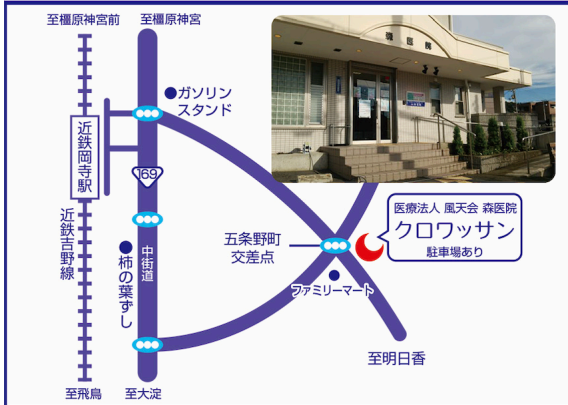 至橿原神宮前
至橿原神宮
森医院
ガソリン
スタンド
近鉄岡寺駅
169
医療法人 風天会 森医院
クロワッサン
駐車場あり
近鉄吉野線
柿の葉ずし
中街道
五条野町
交差点
ファミリーマート
至明日香
至飛鳥
至大淀